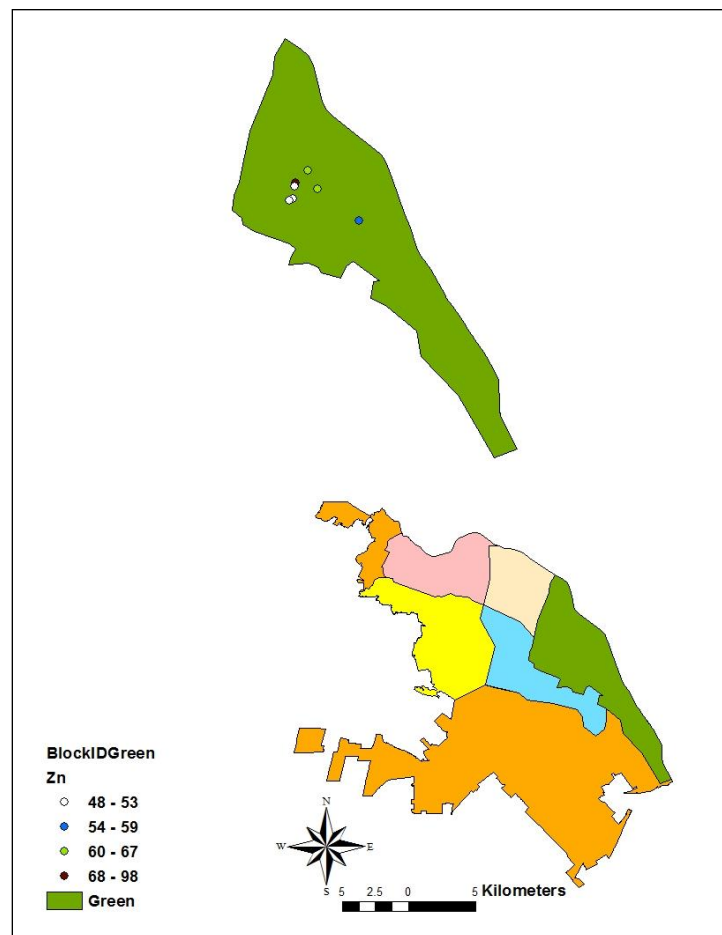 BlockIDGreen
Zn
48 - 53
54 - 59
60 - 67
68 - 98
Green
N
W E
S
5 2.5 0 5 Kilometers